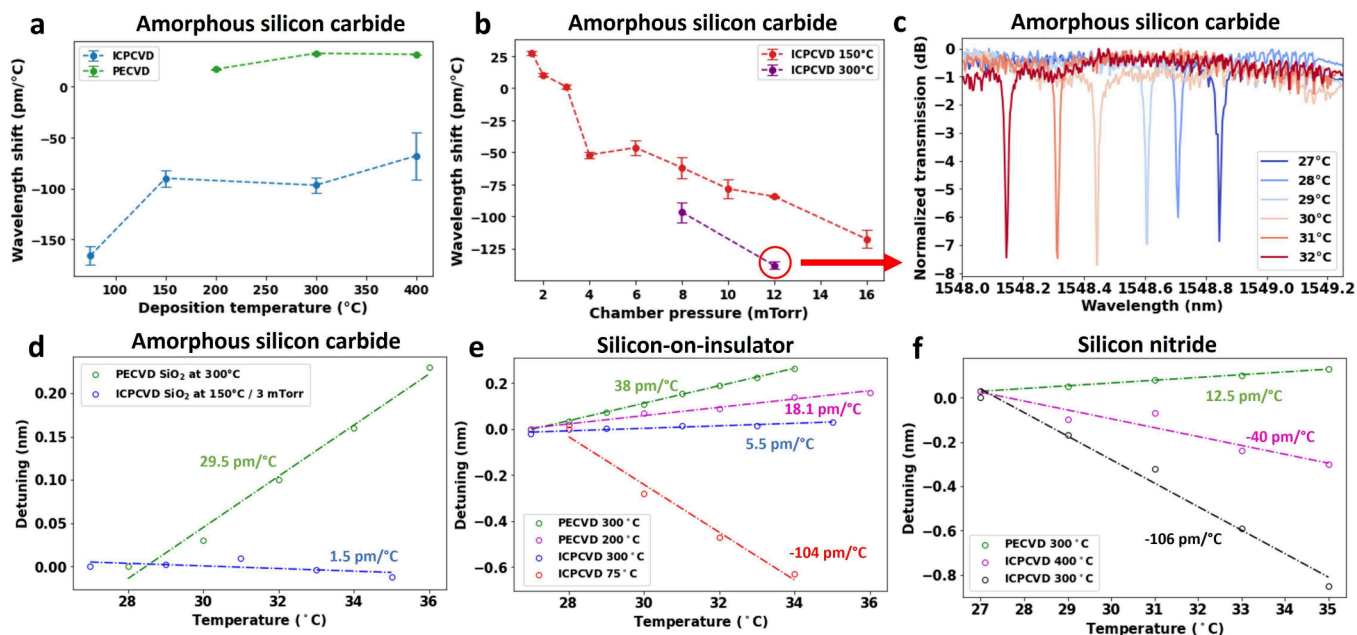 Amorphous silicon carbide
a
ICPCVD
PECVD
Wavelength shift (pm/°C)
0
−50
−100
−150
100
150
200
250
300
350
400
Deposition temperature (°C)
Amorphous silicon carbide
b
ICPCVD 150°C
ICPCVD 300°C
Wavelength shift (pm/°C)
25
0
−25
−50
−75
−100
−125
2
4
6
8
10
12
14
16
Chamber pressure (mTorr)
Amorphous silicon carbide
c
Normalized transmission (dB)
0
−1
−2
−3
−4
−5
−6
−7
−8
27°C
28°C
29°C
30°C
31°C
32°C
1548.0
1548.2
1548.4
1548.6
1548.8
1549.0
1549.2
Wavelength (nm)
Amorphous silicon carbide
d
PECVD SiO₂ at 300°C
ICPCVD SiO₂ at 150°C / 3 mTorr
29.5 pm/°C
1.5 pm/°C
Detuning (nm)
0.20
0.15
0.10
0.05
0.00
28
30
32
34
36
Temperature (°C)
Silicon-on-insulator
e
38 pm/°C
18.1 pm/°C
5.5 pm/°C
-104 pm/°C
PECVD 300°C
PECVD 200°C
ICPCVD 300°C
ICPCVD 75°C
Detuning (nm)
0.2
0.0
−0.2
−0.4
−0.6
28
30
32
34
36
Temperature (°C)
Silicon nitride
f
12.5 pm/°C
-40 pm/°C
-106 pm/°C
PECVD 300°C
ICPCVD 400°C
ICPCVD 300°C
Detuning (nm)
0.0
−0.2
−0.4
−0.6
−0.8
27
29
31
33
35
Temperature (°C)